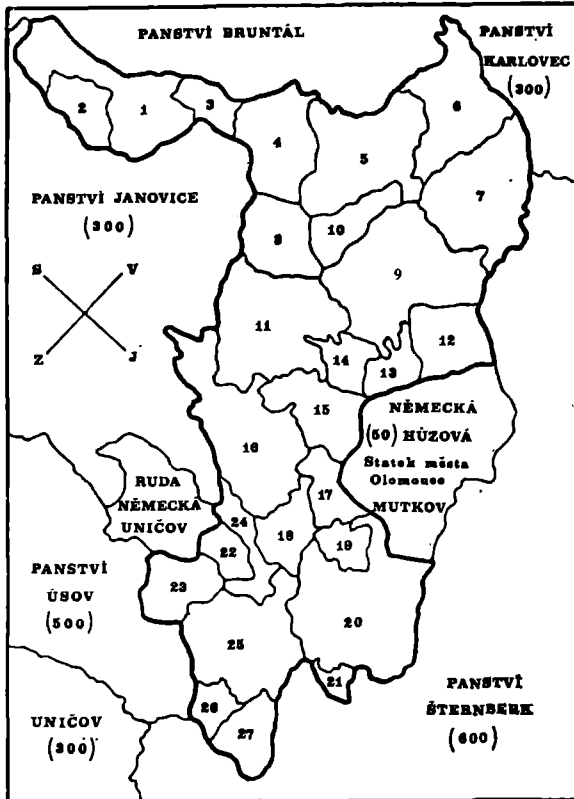 PANSTVÍ BRUNTÁL
PANSTVÍ
KARLOVEC
(300)
2
1
3
4
5
6
7
PANSTVÍ JANOVICE
(300)
8
10
9
S
V
Z
J
11
14
13
12
15
NĚMECKÁ
(50) HŮZOVÁ
Statek města
Olomouce
MUTKOV
16
RUDA
NĚMECKÁ
UNIČOV
17
24
18
19
22
PANSTVÍ
ÚSOV
(500)
23
20
25
21
PANSTVÍ
ŠTERNBERK
(600)
26
UNIČOV
(300)
27